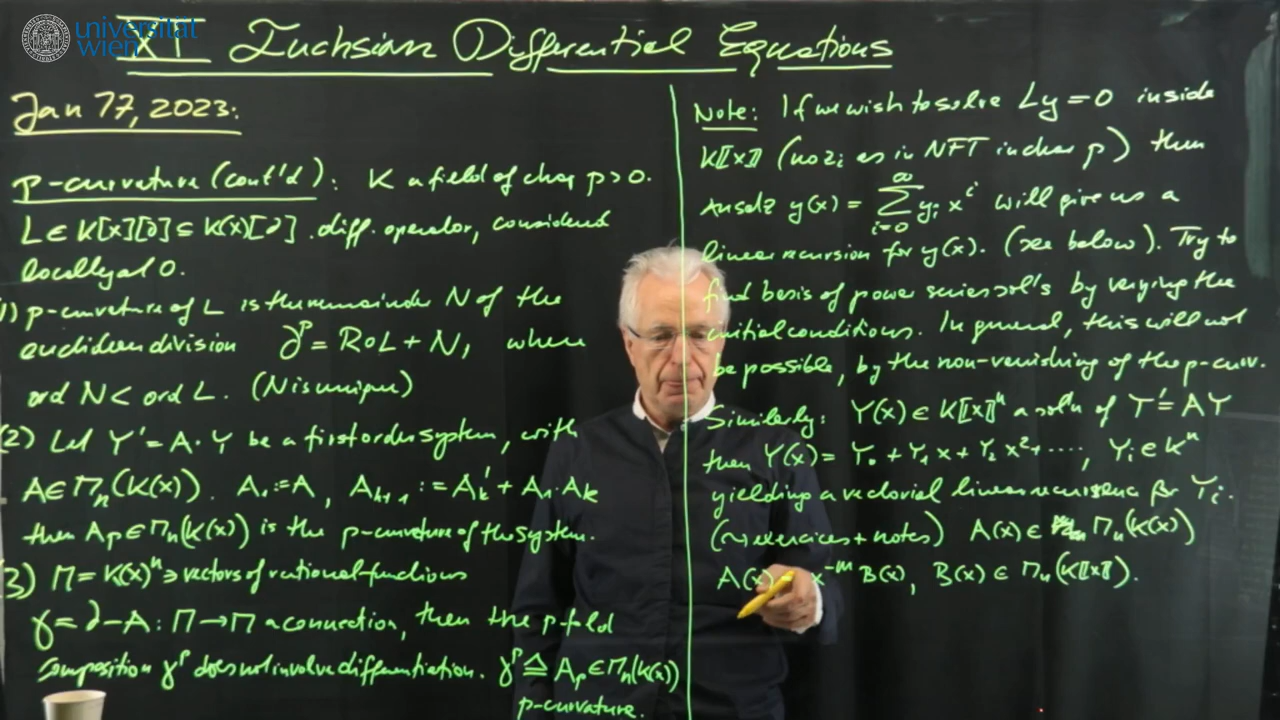 universität
wien
XI Fuchsian Differential Equations
Jan 17, 2023:
p-curvature (cont'd): K a field of char p > 0.
L ∈ K[x][∂] ⊆ K(x)[∂] . diff. operator, considered
locally at 0.
1) p-curvature of L is the remainder N of the
euclidean division ∂^p = R∘L + N, where
ord N < ord L. (N is unique)
(2) Let Y' = A·Y be a first order system, with
A ∈ M_n(K(x)). A_1 := A, A_{k+1} := A_k' + A_1·A_k
then A_p ∈ M_n(K(x)) is the p-curvature of the system.
3) M = K(x)^n ∋ vectors of rational functions
γ = ∂ - A : M → M a connection, then the p-fold
composition γ^p does not involve differentiation. γ^p ≙ A_p ∈ M_n(K(x))
p-curvature.
Note: If we wish to solve Ly = 0 inside
K[[x]] (no z_i as in NFT in char p) then
Ansatz y(x) = ∑_{i=0}^∞ y_i x^i will give us a
linear recursion for y(x). (see below). Try to
find basis of power series sol's by varying the
initial conditions. In general, this will not
be possible, by the non-vanishing of the p-curv.
Similarly: Y(x) ∈ K[[x]]^n a sol'n of Y' = AY
then Y(x) = Y_0 + Y_1 x + Y_2 x^2 + ...., Y_i ∈ K^n
yielding a vectorial linear recurrence for Y_i.
(~> exercices + notes) A(x) ∈ M_n(K(x))
A(x) x^{-m} B(x), B(x) ∈ M_n(K[[x]]).